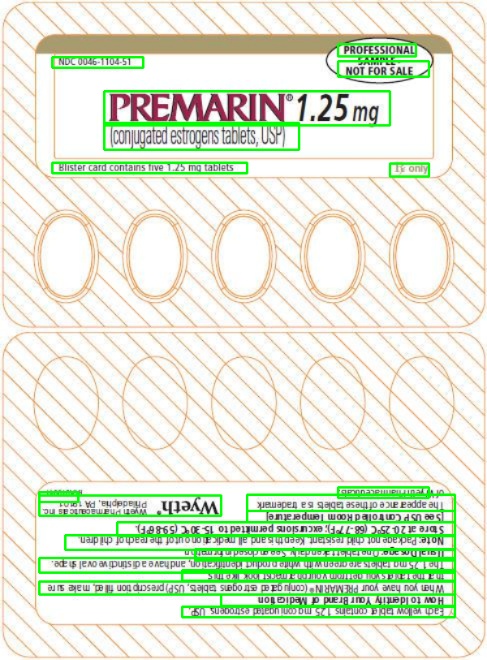 NDC 0046-1104-51
PROFESSIONAL
SAMPLE
NOT FOR SALE
PREMARIN® 1.25 mg
(conjugated estrogens tablets, USP)
Blister card contains five 1.25 mg tablets
℞ only
Each yellow tablet contains 1.25 mg conjugated estrogens, USP.
How to Identify Your Brand of Medication
When you have your PREMARIN® (conjugated estrogens tablets, USP) prescription filled, make sure
that the tablets you get from your pharmacist look like this
The 1.25 mg tablets are green with white product identification, and have a distinctive oval shape.
Usual Dosage: One tablet daily. See enclosed information
Note: Package not child resistant. Keep this and all medication out of the reach of children
Store at 20-25°C (68-77°F); excursions permitted to 15-30°C (59-86°F).
[see USP Controlled Room Temperature]
The appearance of these tablets is a trademark
of Wyeth Pharmaceuticals
Wyeth®
Wyeth Pharmaceuticals Inc.
Philadelphia, PA 19101